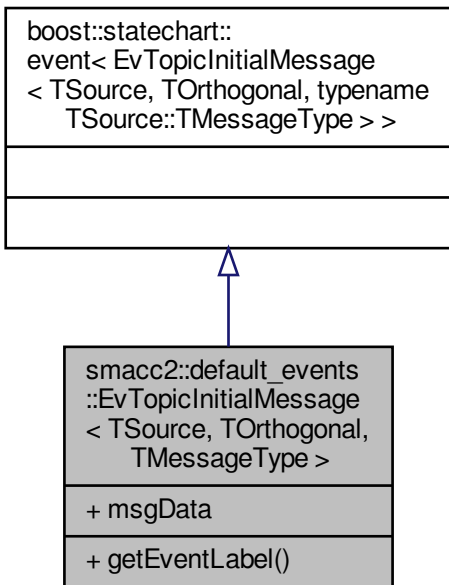 boost::statechart::
event< EvTopicInitialMessage
< TSource, TOrthogonal, typename
TSource::TMessageType > >
smacc2::default_events
::EvTopicInitialMessage
< TSource, TOrthogonal,
TMessageType >
+ msgData
+ getEventLabel()